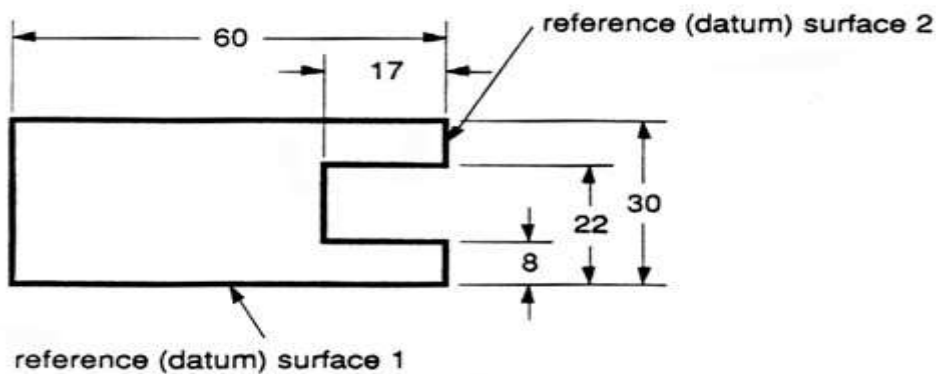 reference (datum) surface 2
60
17
30
22
8
reference (datum) surface 1